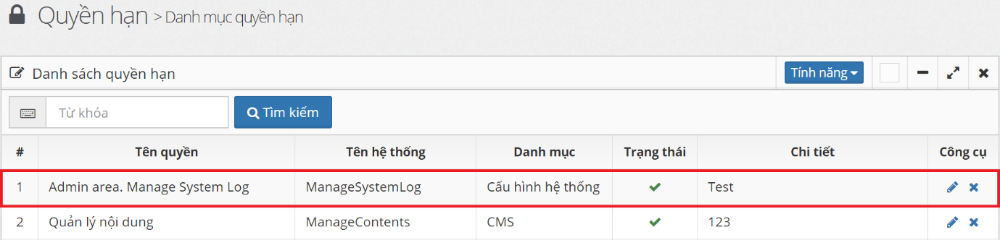 Quyền hạn > Danh mục quyền hạn
Danh sách quyền hạn Tính năng
Từ khóa Tìm kiếm
# Tên quyền Tên hệ thống Danh mục Trạng thái Chi tiết Công cụ
1 Admin area. Manage System Log ManageSystemLog Cấu hình hệ thống Test
2 Quản lý nội dung ManageContents CMS 123